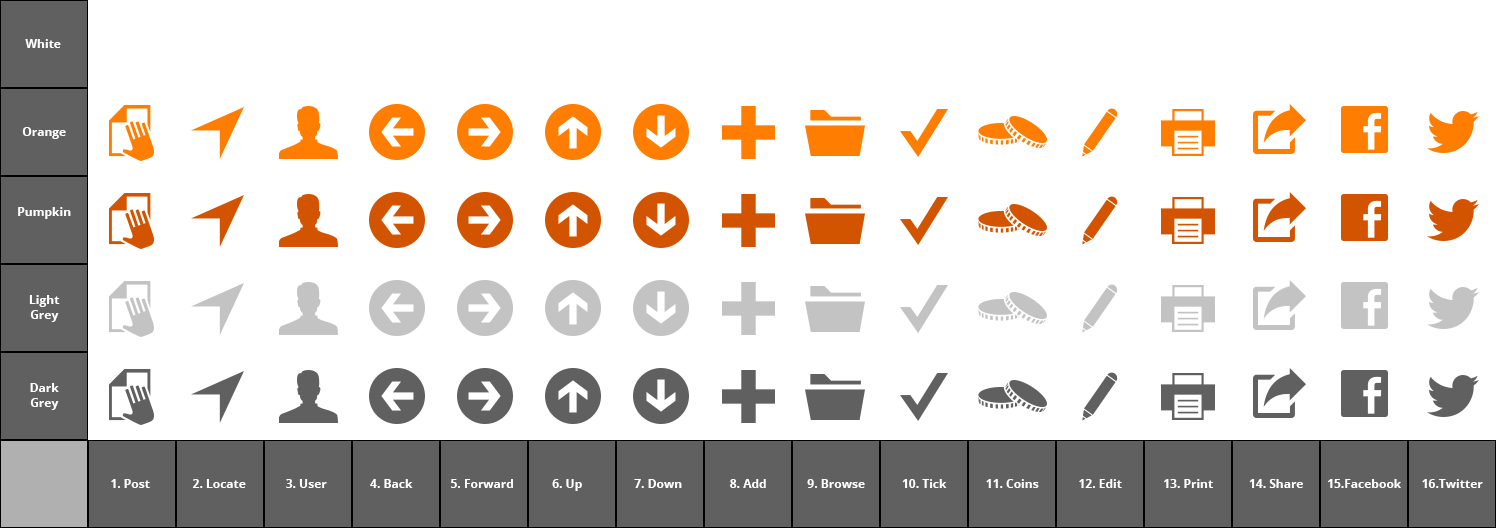 White
Orange
Pumpkin
Light
Grey
Dark
Grey
1. Post
2. Locate
3. User
4. Back
5. Forward
6. Up
7. Down
8. Add
9. Browse
10. Tick
11. Coins
12. Edit
13. Print
14. Share
15.Facebook
16.Twitter